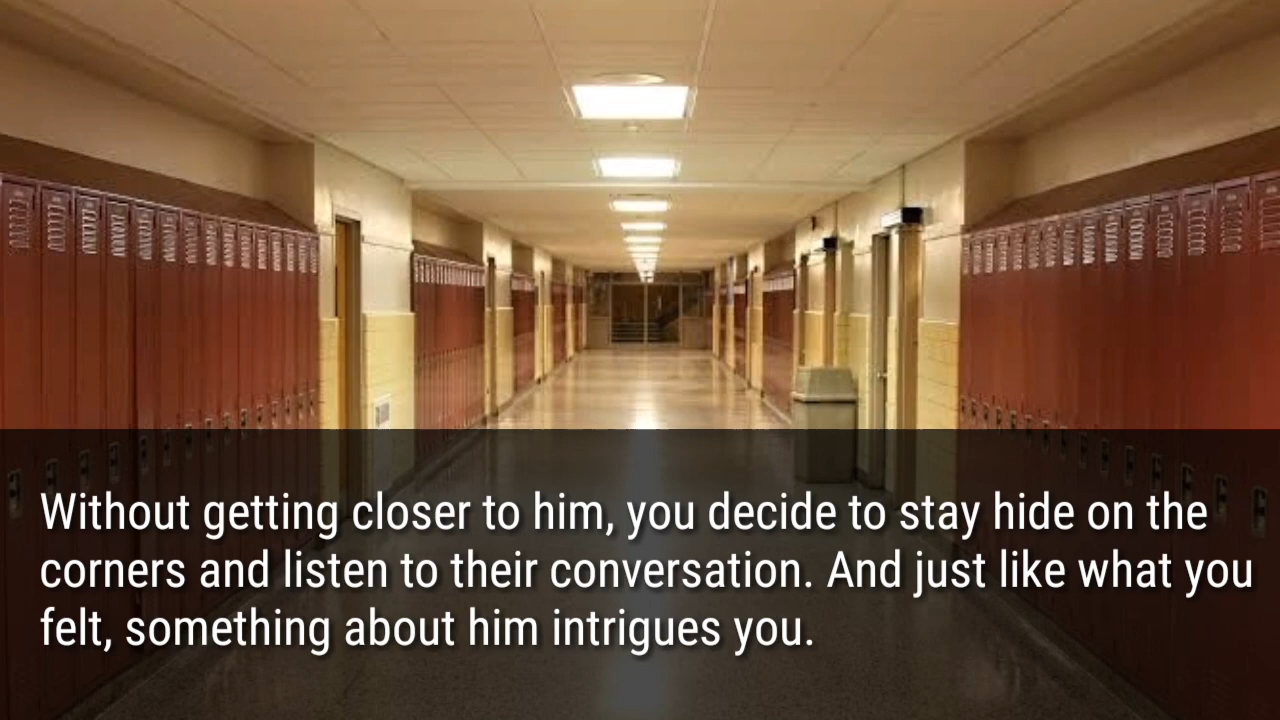 Without getting closer to him, you decide to stay hide on the
corners and listen to their conversation. And just like what you
felt, something about him intrigues you.